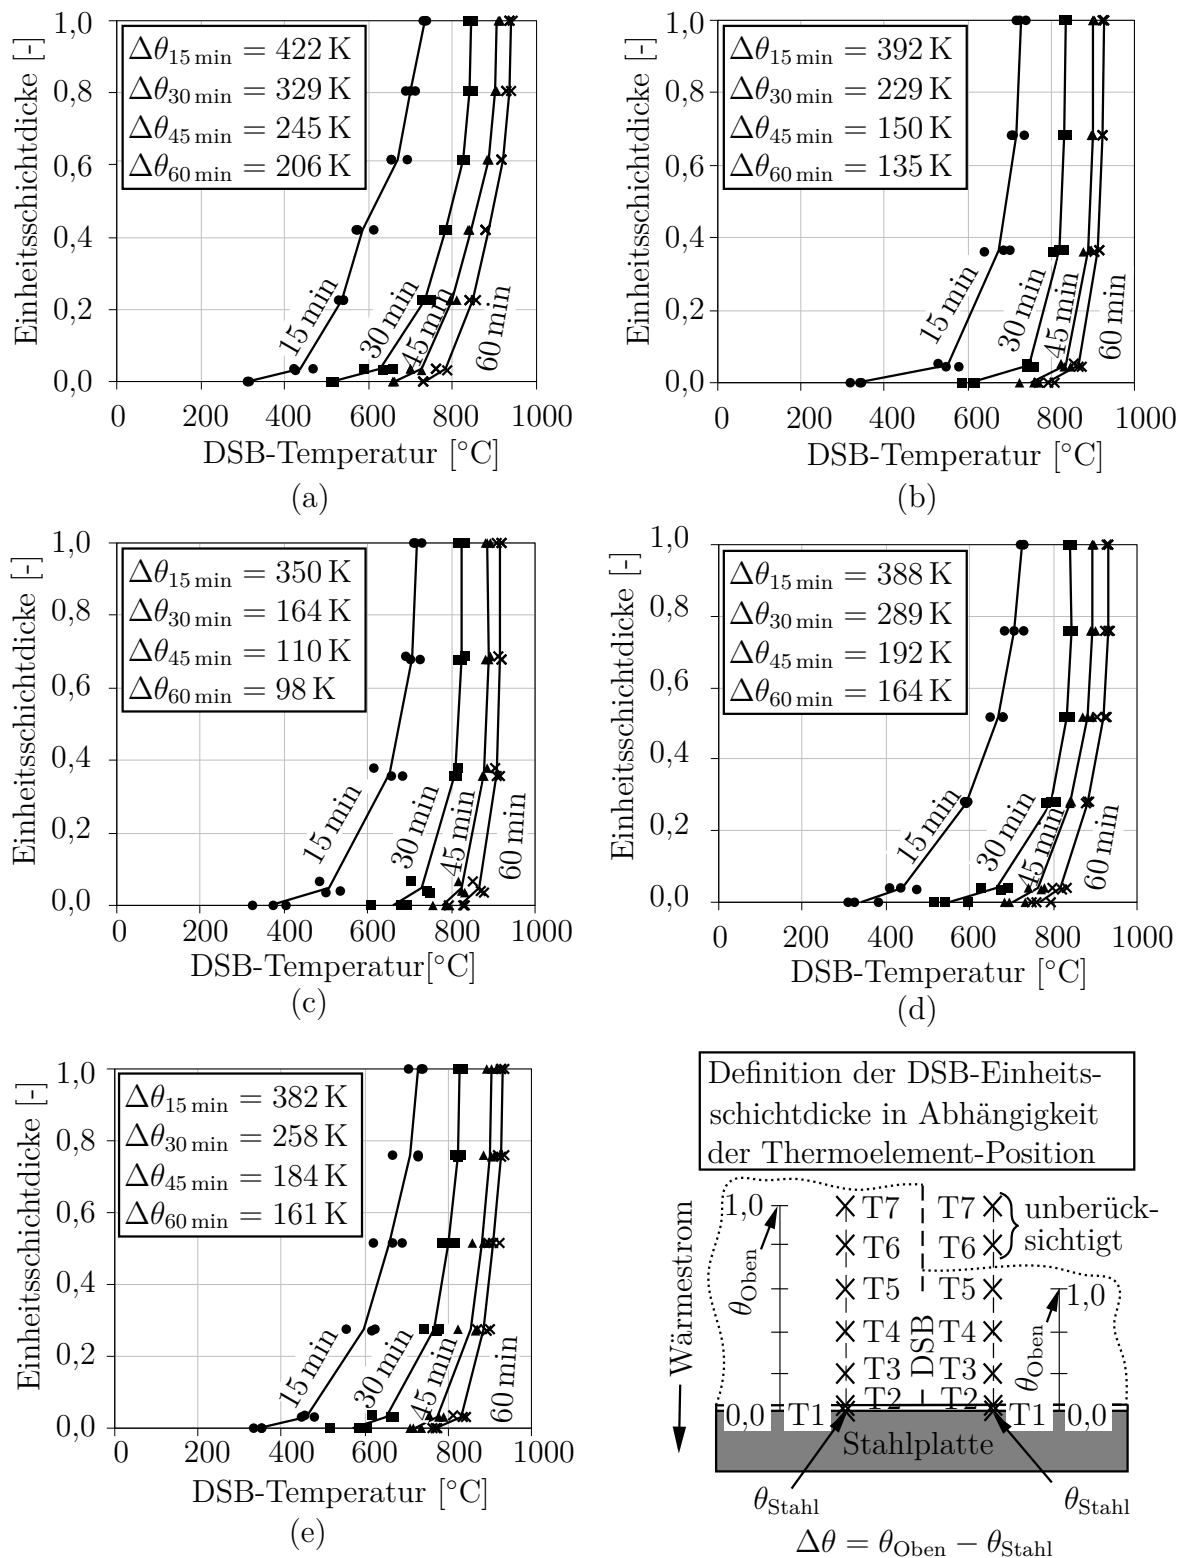 1,0
0,8
0,6
0,4
0,2
0,0
Einheitsschichtdicke [-]
Δθ15 min = 422 K
Δθ30 min = 329 K
Δθ45 min = 245 K
Δθ60 min = 206 K
15 min
30 min
45 min
60 min
0 200 400 600 800 1000
DSB-Temperatur [°C]
(a)
1,0
0,8
0,6
0,4
0,2
0,0
Einheitsschichtdicke [-]
Δθ15 min = 392 K
Δθ30 min = 229 K
Δθ45 min = 150 K
Δθ60 min = 135 K
15 min
30 min
45 min
60 min
0 200 400 600 800 1000
DSB-Temperatur [°C]
(b)
1,0
0,8
0,6
0,4
0,2
0,0
Einheitsschichtdicke [-]
Δθ15 min = 350 K
Δθ30 min = 164 K
Δθ45 min = 110 K
Δθ60 min = 98 K
15 min
30 min
45 min
60 min
0 200 400 600 800 1000
DSB-Temperatur[°C]
(c)
1,0
0,8
0,6
0,4
0,2
0,0
Einheitsschichtdicke [-]
Δθ15 min = 388 K
Δθ30 min = 289 K
Δθ45 min = 192 K
Δθ60 min = 164 K
15 min
30 min
45 min
60 min
0 200 400 600 800 1000
DSB-Temperatur [°C]
(d)
1,0
0,8
0,6
0,4
0,2
0,0
Einheitsschichtdicke [-]
Δθ15 min = 382 K
Δθ30 min = 258 K
Δθ45 min = 184 K
Δθ60 min = 161 K
15 min
30 min
45 min
60 min
0 200 400 600 800 1000
DSB-Temperatur [°C]
(e)
Definition der DSB-Einheits-
schichtdicke in Abhängigkeit
der Thermoelement-Position
Wärmestrom
1,0 T7 T7 unberück-
T6 T6 sichtigt
θOben T5 T5 1,0
T4 DSB T4 θOben
T3 T3
T2 T2
0,0 T1 T1 0,0
Stahlplatte
θStahl θStahl
Δθ = θOben − θStahl